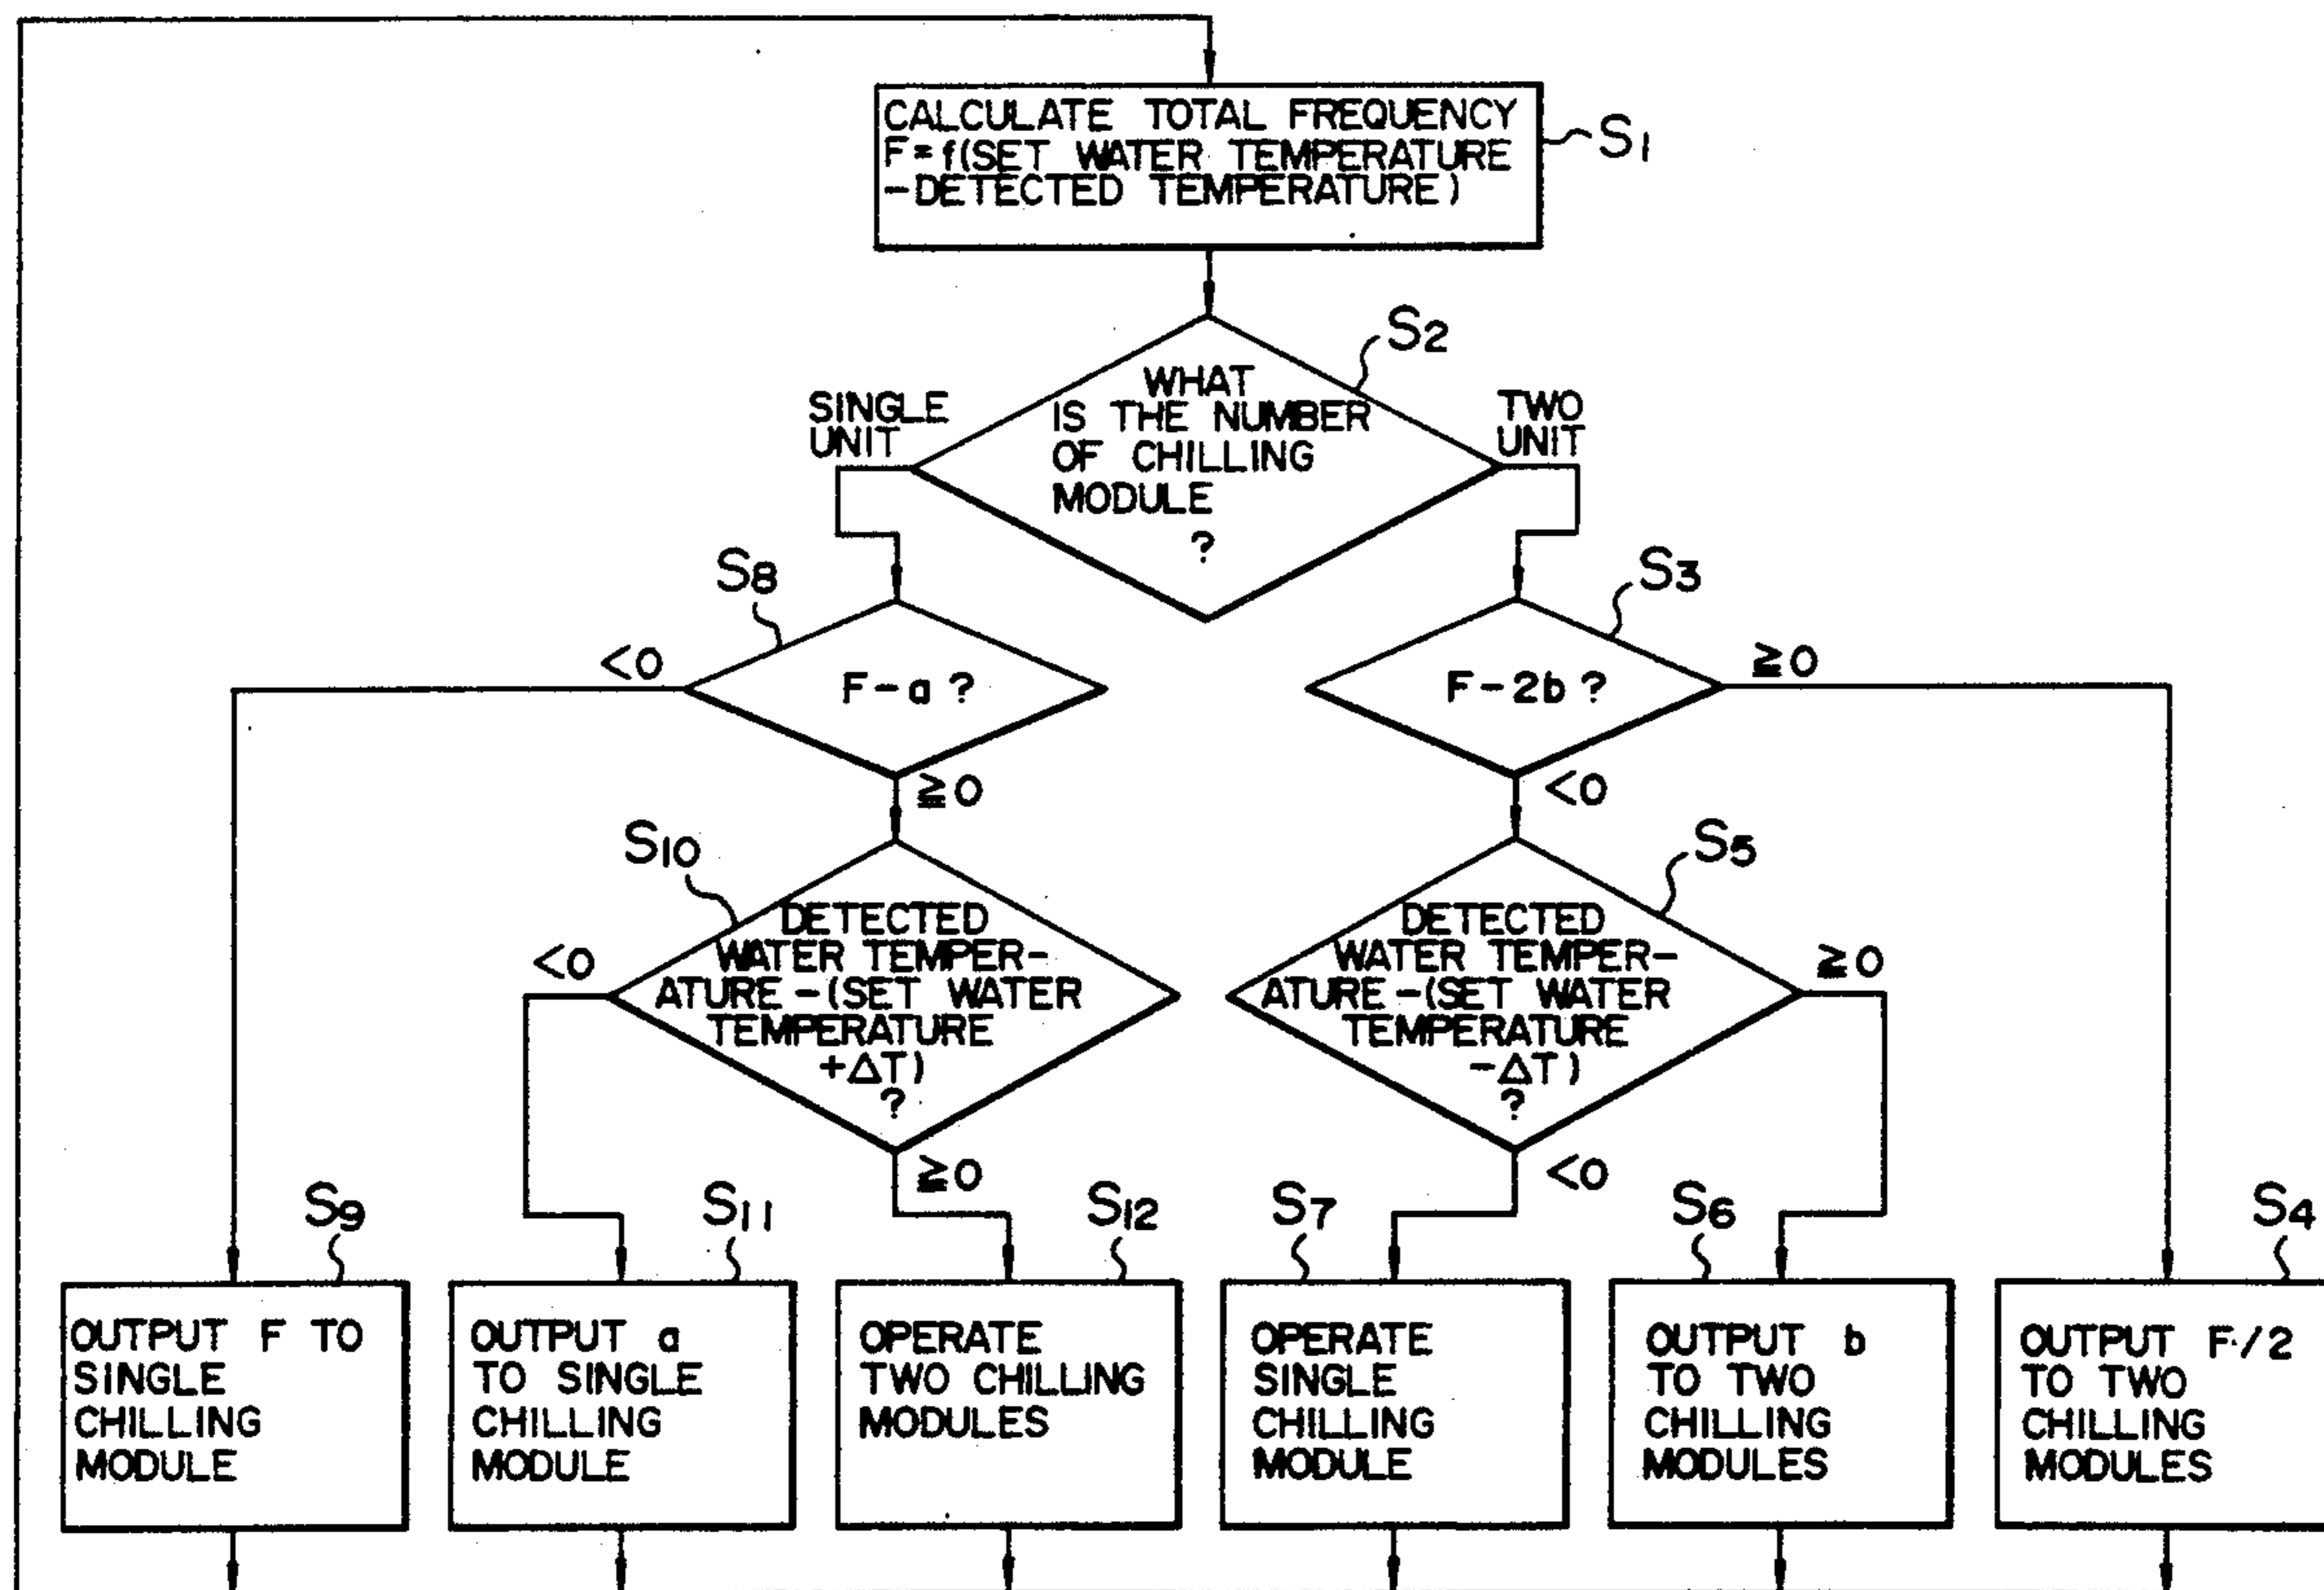 CALCULATE TOTAL FREQUENCY
F=f(SET WATER TEMPERATURE
-DETECTED TEMPERATURE)
S1
S2
WHAT
IS THE NUMBER
OF CHILLING
MODULE
?
SINGLE
UNIT
TWO
UNIT
S8
F-a?
<0
≧0
S3
F-2b?
≧0
<0
S10
DETECTED
WATER TEMPER-
ATURE-(SET WATER
TEMPERATURE
+ΔT)
?
<0
≧0
S5
DETECTED
WATER TEMPER-
ATURE-(SET WATER
TEMPERATURE
-ΔT)
?
≧0
<0
S9
OUTPUT F TO
SINGLE
CHILLING
MODULE
S11
OUTPUT a
TO SINGLE
CHILLING
MODULE
S12
OPERATE
TWO CHILLING
MODULES
S7
OPERATE
SINGLE
CHILLING
MODULE
S6
OUTPUT b
TO TWO
CHILLING
MODULES
S4
OUTPUT F/2
TO TWO
CHILLING
MODULES